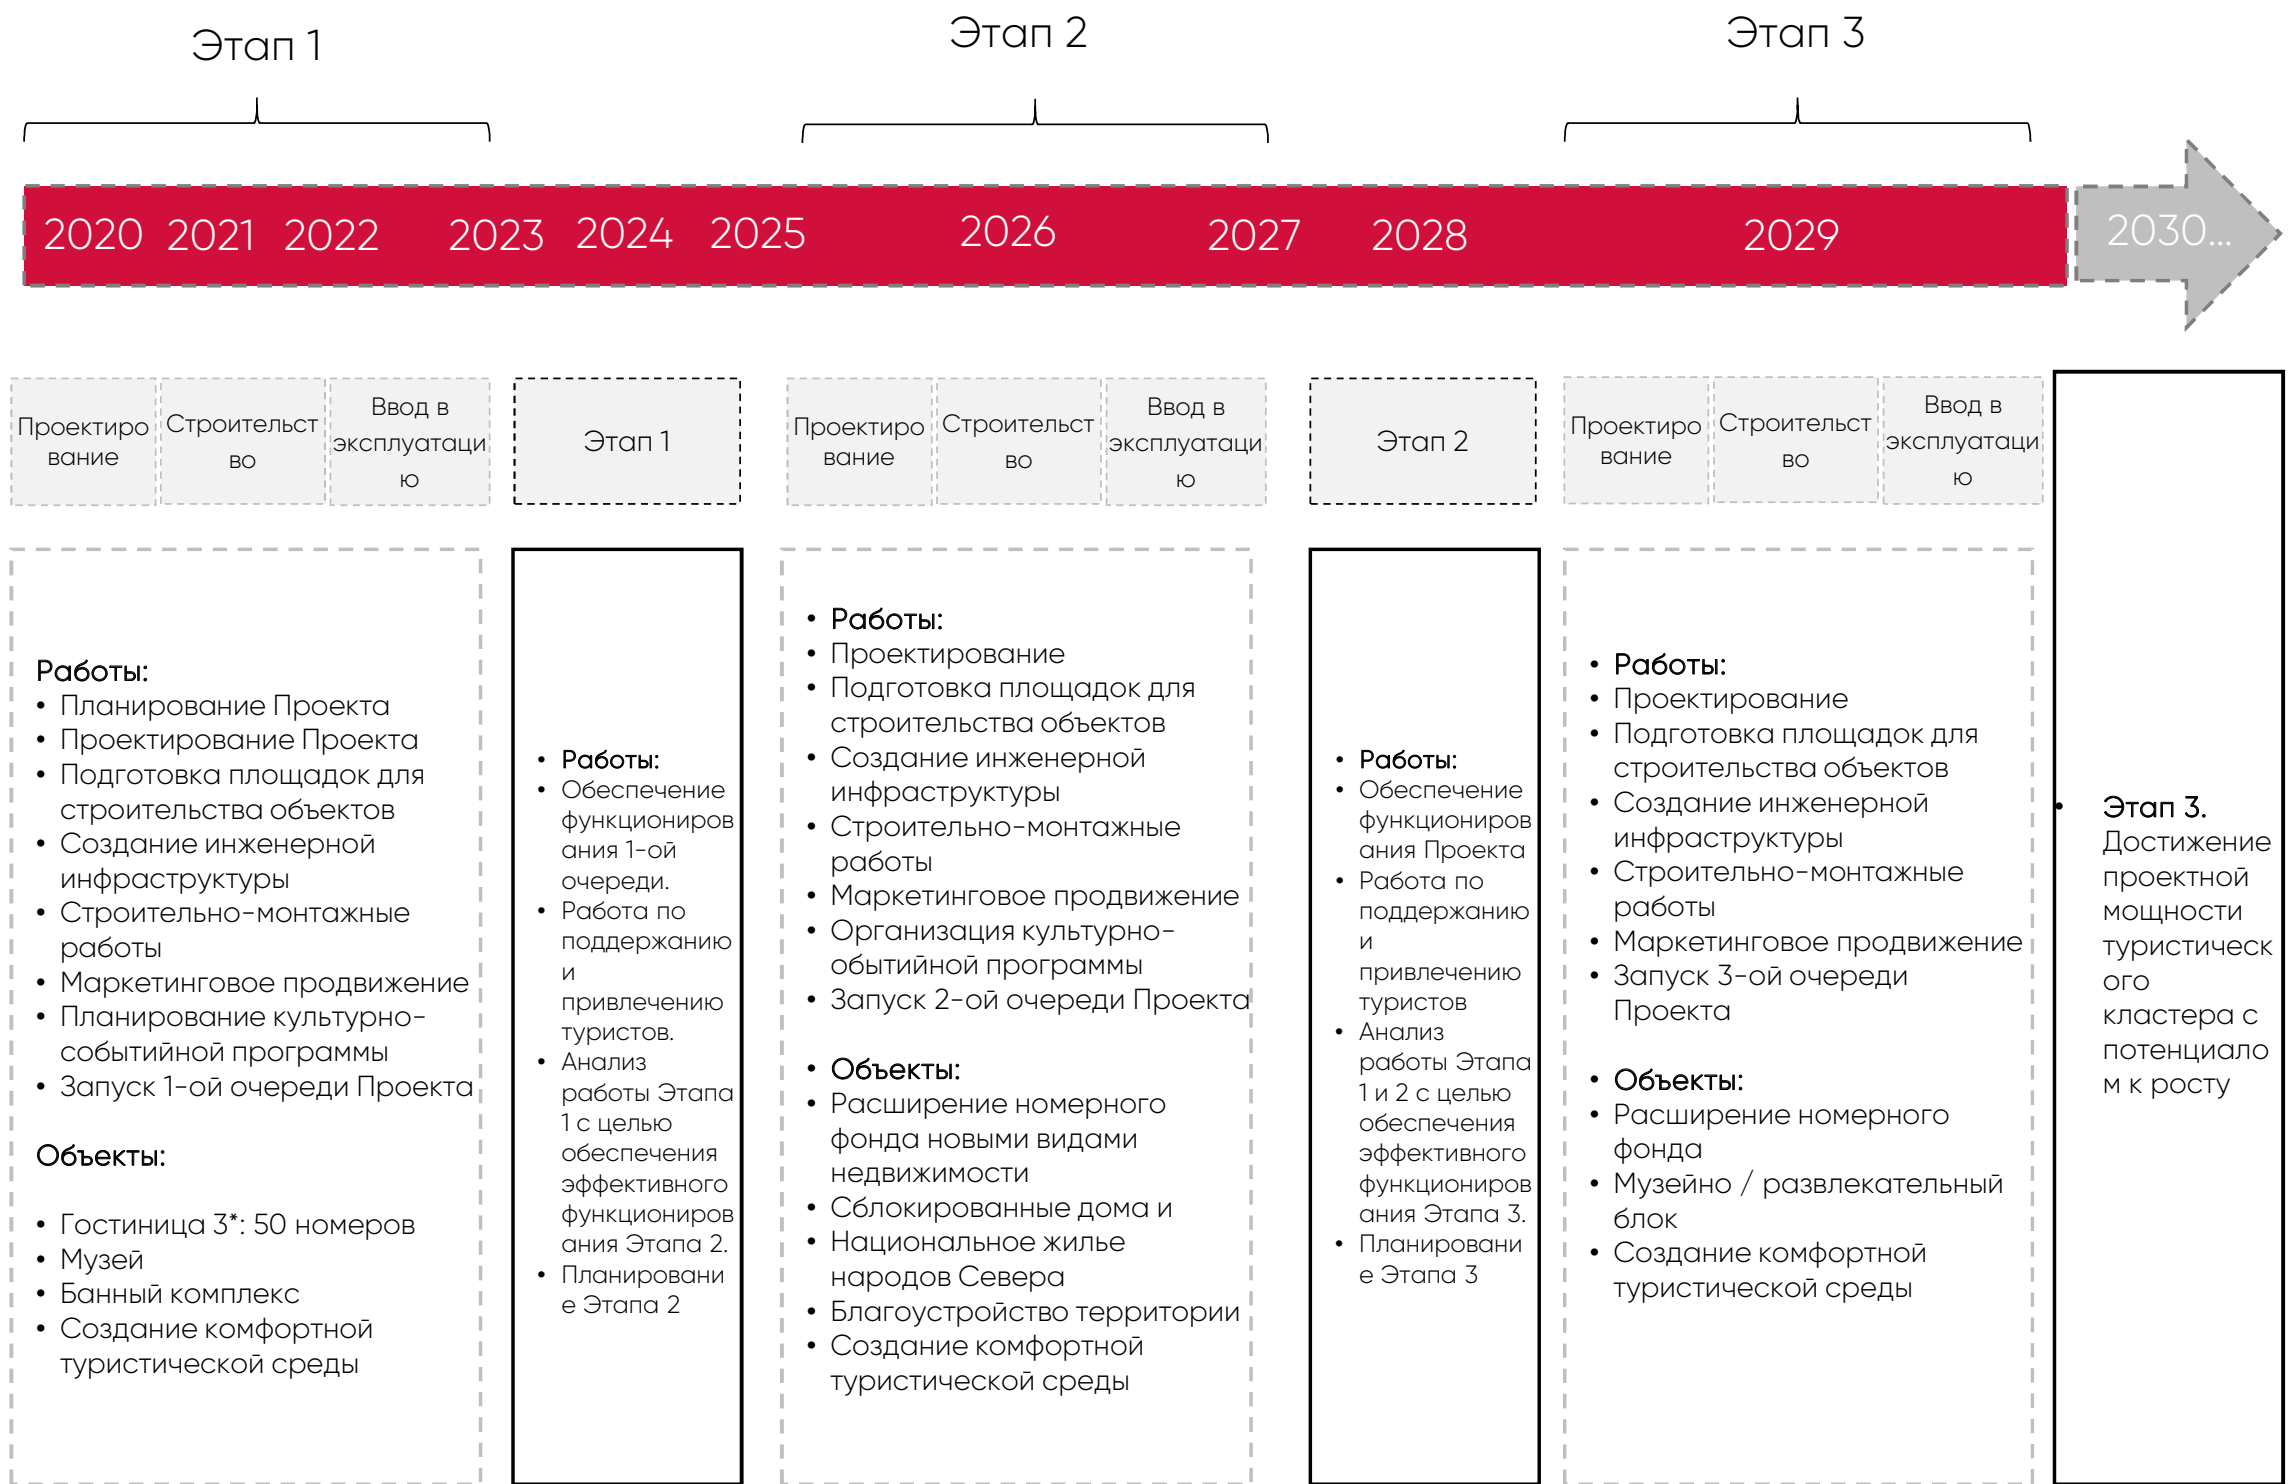 Этап 1
Этап 2
Этап 3
2020 2021 2022 2023 2024 2025 2026 2027 2028 2029 2030...
Проектиро
вание
Строительст
во
Ввод в
эксплуатаци
ю
Этап 1
Проектиро
вание
Строительст
во
Ввод в
эксплуатаци
ю
Этап 2
Проектиро
вание
Строительст
во
Ввод в
эксплуатаци
ю
Работы:
• Планирование Проекта
• Проектирование Проекта
• Подготовка площадок для
строительства объектов
• Создание инженерной
инфраструктуры
• Строительно-монтажные
работы
• Маркетинговое продвижение
• Планирование культурно-
событийной программы
• Запуск 1-ой очереди Проекта
Объекты:
• Гостиница 3*: 50 номеров
• Музей
• Банный комплекс
• Создание комфортной
туристической среды
• Работы:
• Обеспечение
функциониров
ания 1-ой
очереди.
• Работа по
поддержанию
и
привлечению
туристов.
• Анализ
работы Этапа
1 с целью
обеспечения
эффективного
функциониров
ания Этапа 2.
• Планировани
е Этапа 2
• Работы:
• Проектирование
• Подготовка площадок для
строительства объектов
• Создание инженерной
инфраструктуры
• Строительно-монтажные
работы
• Маркетинговое продвижение
• Организация культурно-
обытийной программы
• Запуск 2-ой очереди Проекта
• Объекты:
• Расширение номерного
фонда новыми видами
недвижимости
• Сблокированные дома и
• Национальное жилье
народов Севера
• Благоустройство территории
• Создание комфортной
туристической среды
• Работы:
• Обеспечение
функциониров
ания Проекта
• Работа по
поддержанию
и
привлечению
туристов
• Анализ
работы Этапа
1 и 2 с целью
обеспечения
эффективного
функциониров
ания Этапа 3.
• Планировани
е Этапа 3
• Работы:
• Проектирование
• Подготовка площадок для
строительства объектов
• Создание инженерной
инфраструктуры
• Строительно-монтажные
работы
• Маркетинговое продвижение
• Запуск 3-ой очереди
Проекта
• Объекты:
• Расширение номерного
фонда
• Музейно / развлекательный
блок
• Создание комфортной
туристической среды
• Этап 3.
Достижение
проектной
мощности
туристическ
ого
кластера с
потенциало
м к росту